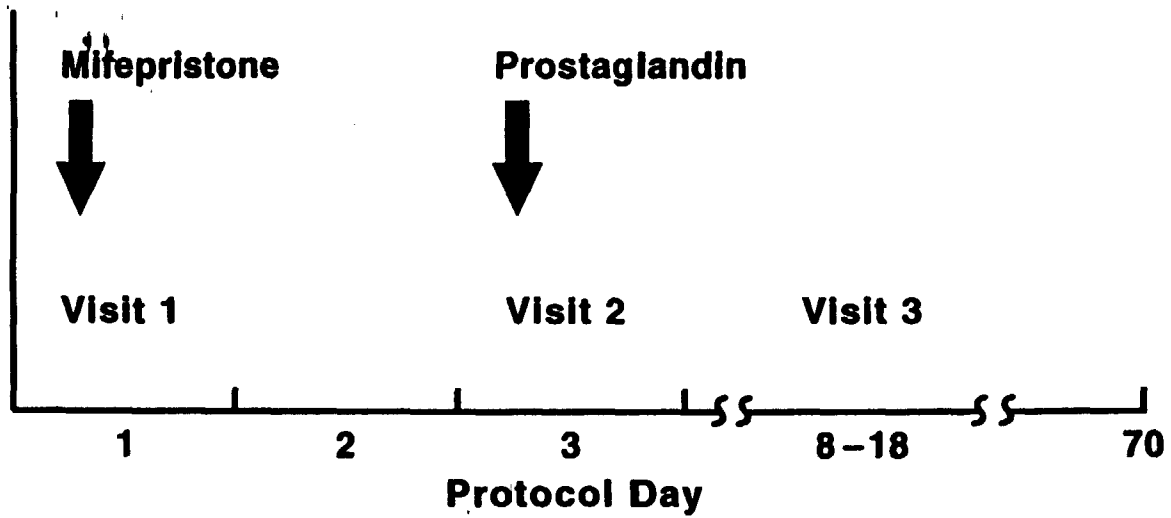 Mifepristone Prostaglandin
Visit 1 Visit 2 Visit 3
1 2 3 8–18 70
Protocol Day